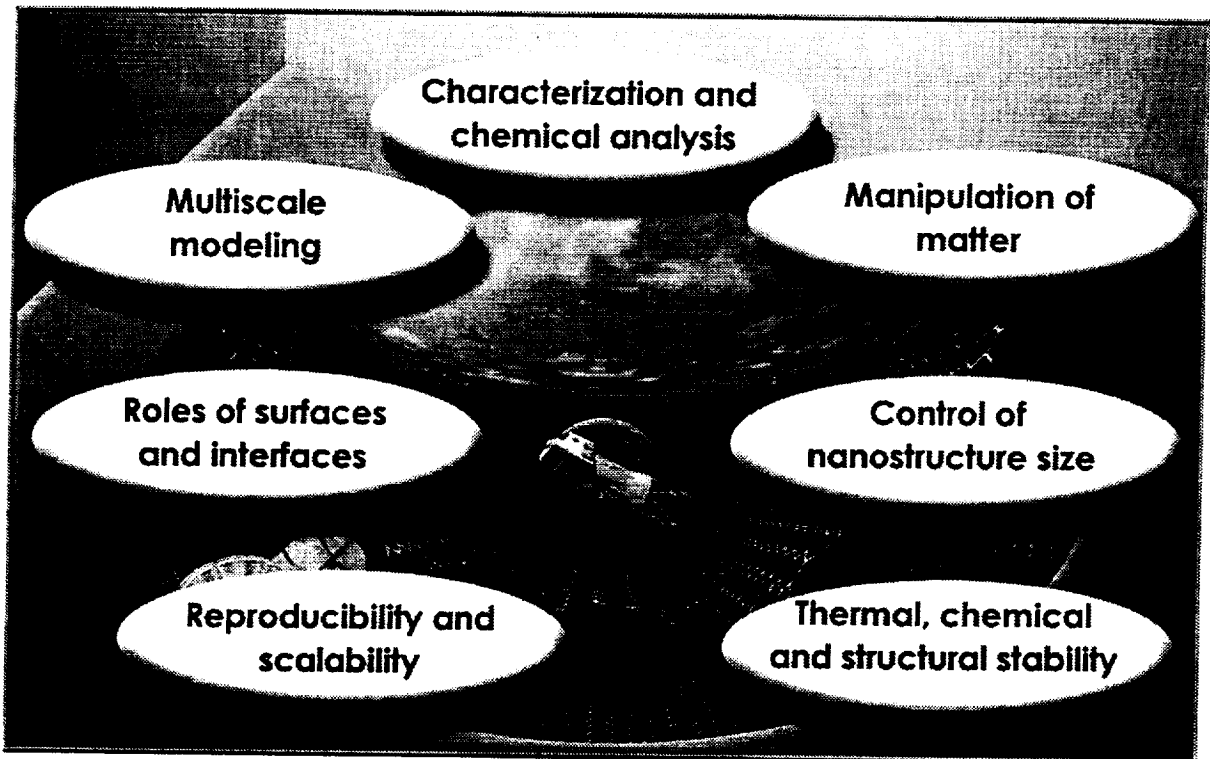 Characterization and
chemical analysis
Multiscale
modeling
Manipulation of
matter
Roles of surfaces
and interfaces
Control of
nanostructure size
Reproducibility and
scalability
Thermal, chemical
and structural stability